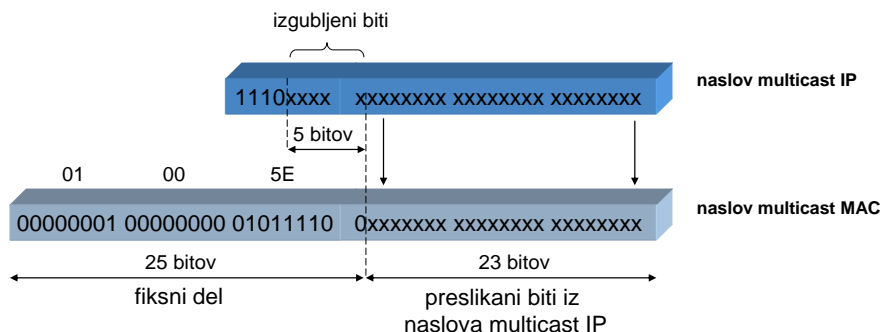 izgubljeni biti
1110xxxx xxxxxxxx xxxxxxxx xxxxxxxx
naslov multicast IP
5 bitov
01 00 5E
naslov multicast MAC
00000001 00000000 01011110 0xxxxxxx xxxxxxxx xxxxxxxx
25 bitov 23 bitov
fiksni del preslikani biti iz
naslova multicast IP